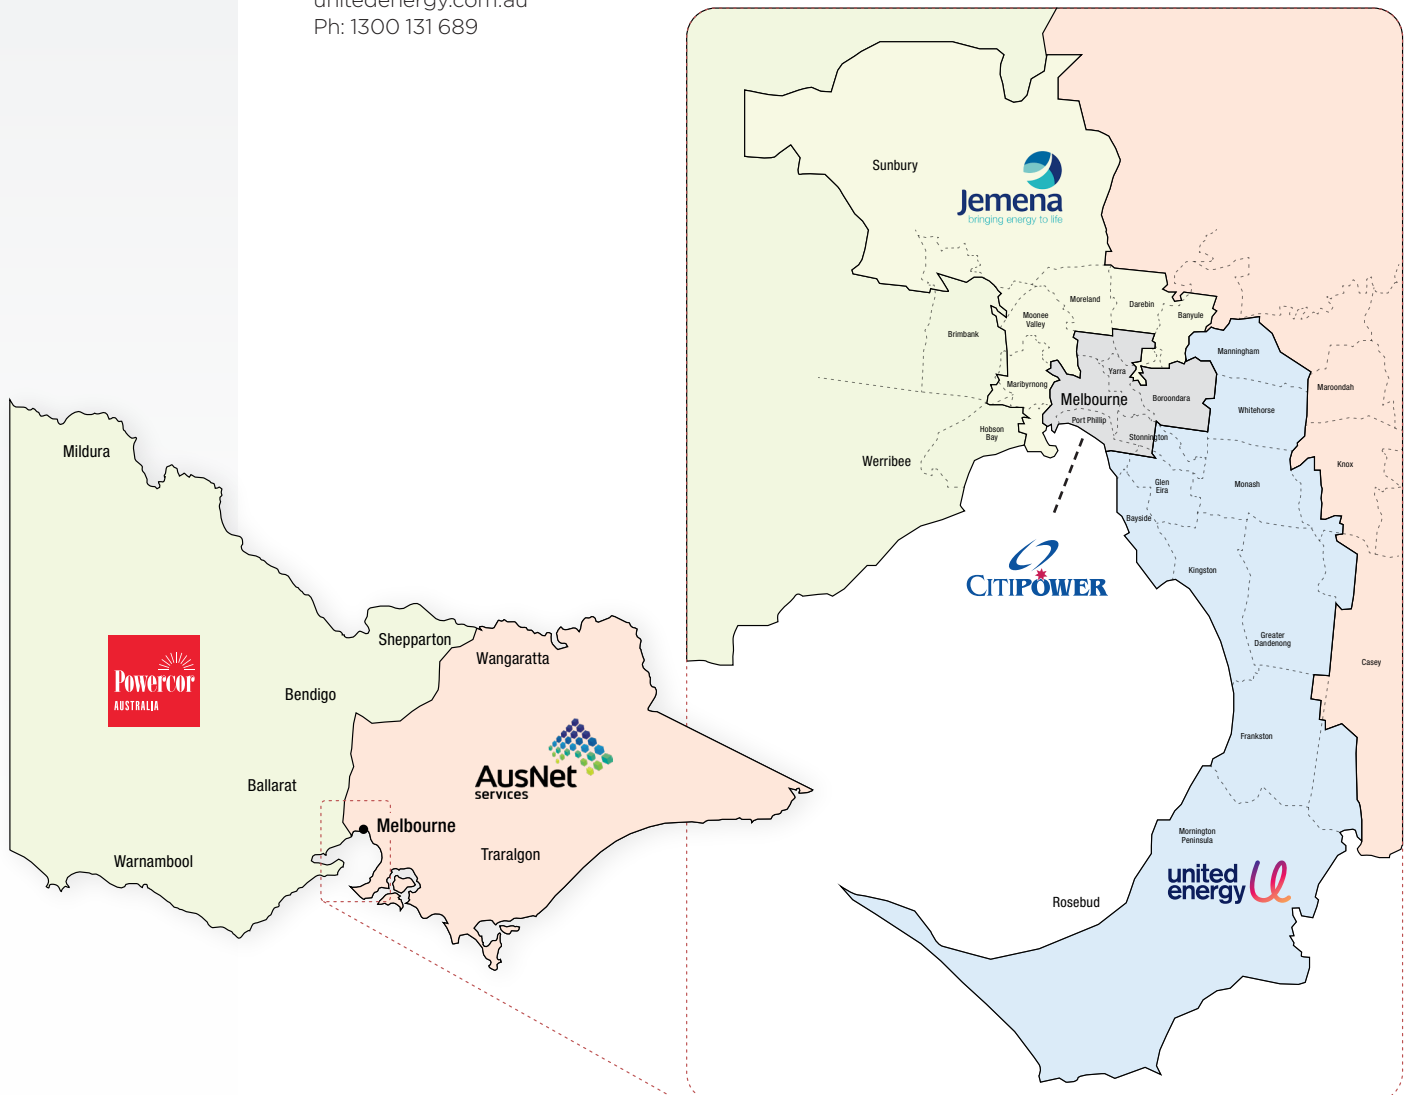 unitedenergy.com.au
Ph: 1300 131 689
Sunbury
Jemena
bringing energy to life
Moreland
Darebin
Banyule
Moonee
Valley
Brimbank
Manningham
Yarra
Maribyrnong
Maroondah
Melbourne
Boroondara
Whitehorse
Port Phillip
Hobson
Bay
Stonnington
Werribee
Knox
Glen
Eira
Monash
Bayside
CITIPOWER
Kingston
Greater
Dandenong
Casey
Frankston
Mornington
Peninsula
united
energy
Rosebud
Mildura
Shepparton
Wangaratta
Powercor
AUSTRALIA
Bendigo
AusNet
services
Ballarat
Melbourne
Warnambool
Traralgon